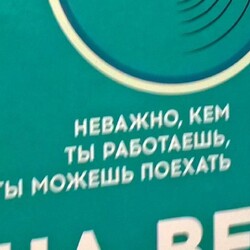 НЕВАЖНО, КЕМ
ТЫ РАБОТАЕШЬ,
ТЫ МОЖЕШЬ ПОЕХАТЬ